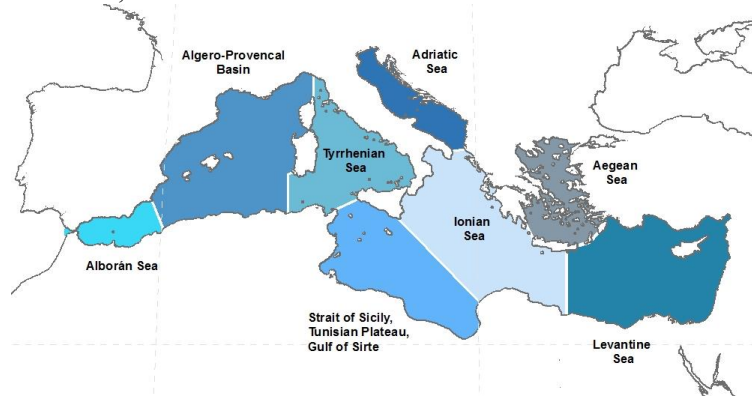 Algero-Provencal
Basin
Adriatic
Sea
Tyrrhenian
Sea
Aegean
Sea
Ionian
Sea
Alborán Sea
Strait of Sicily,
Tunisian Plateau,
Gulf of Sirte
Levantine
Sea